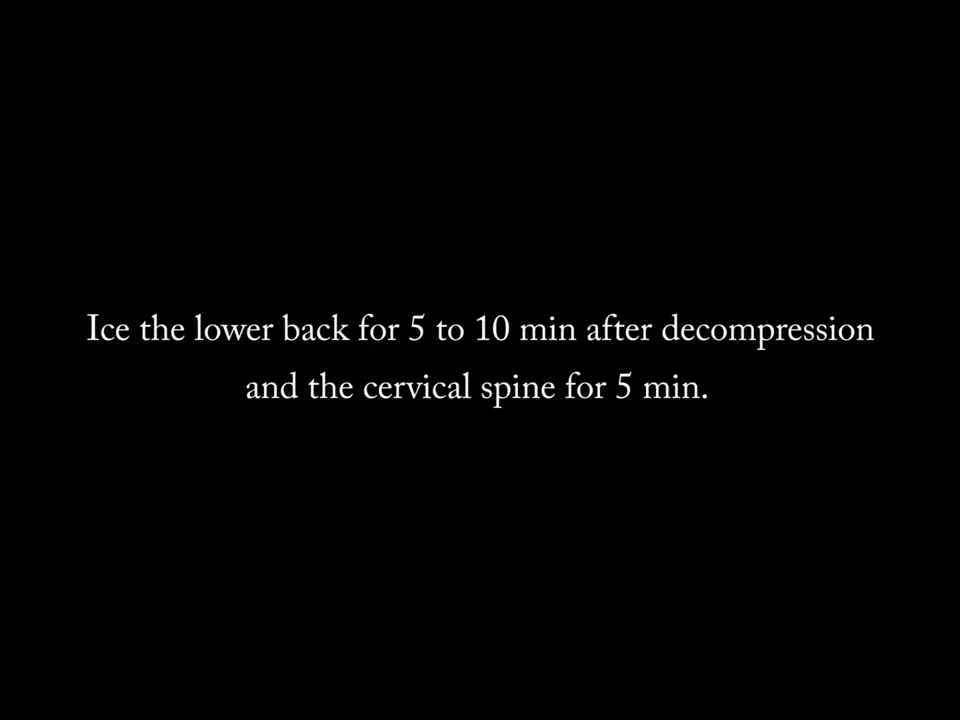 Ice the lower back for 5 to 10 min after decompression
and the cervical spine for 5 min.